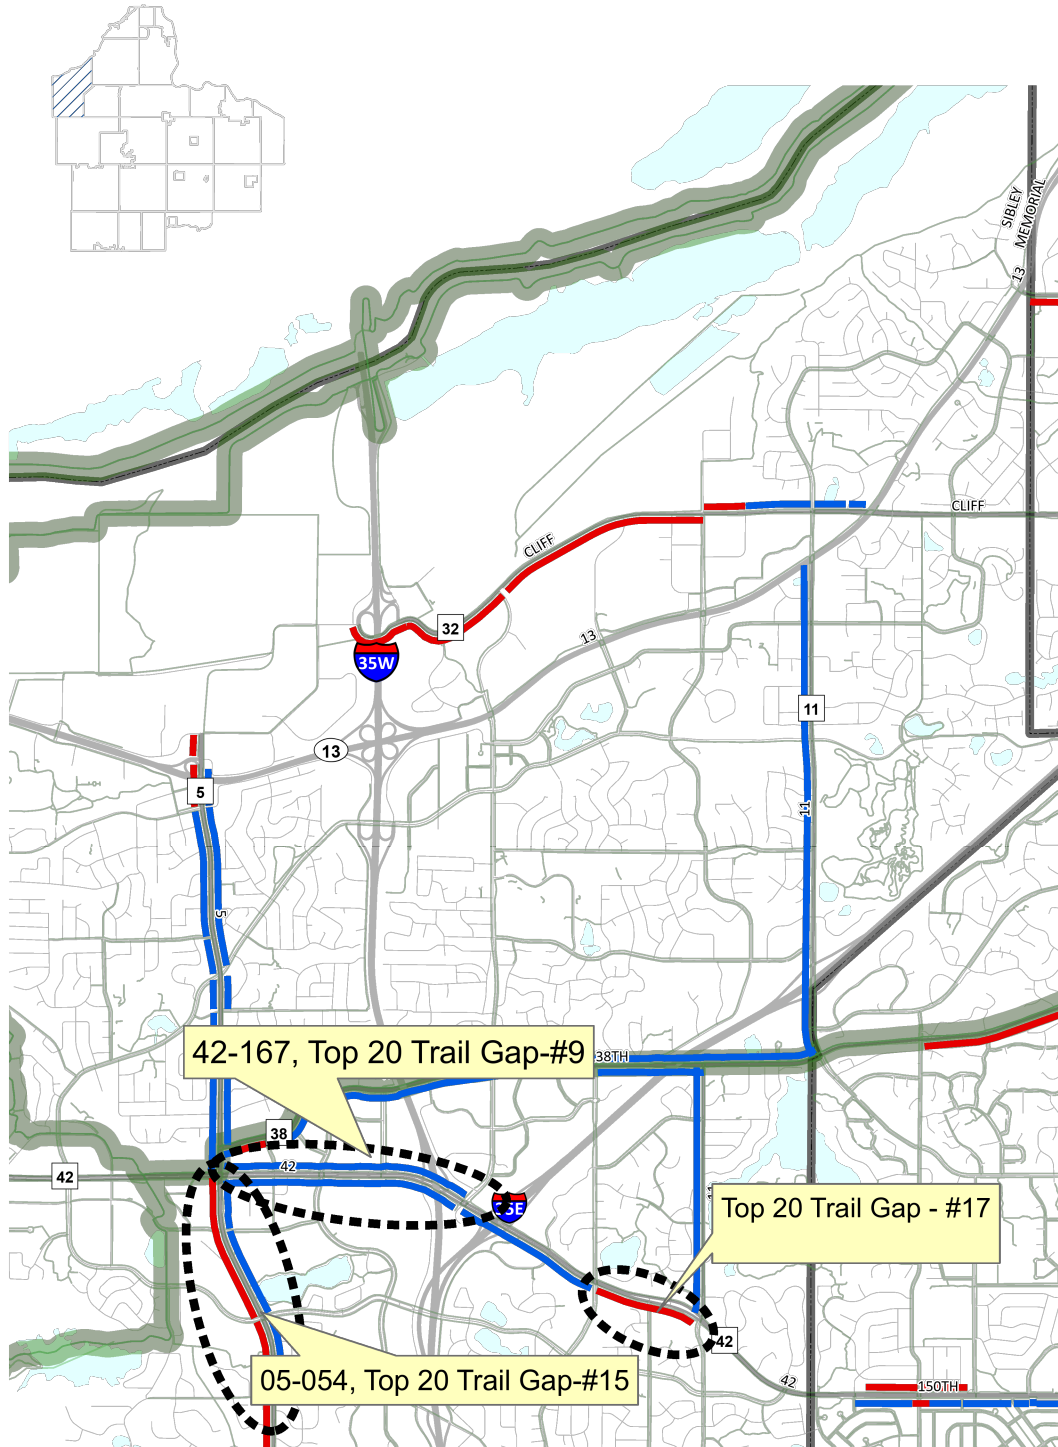 SIBLEY
MEMORIAL
13
CLIFF
CLIFF
32
13
35W
11
13
5
11
5
42-167, Top 20 Trail Gap-#9
38TH
38
42
42
35E
Top 20 Trail Gap - #17
42
05-054, Top 20 Trail Gap-#15
42
150TH